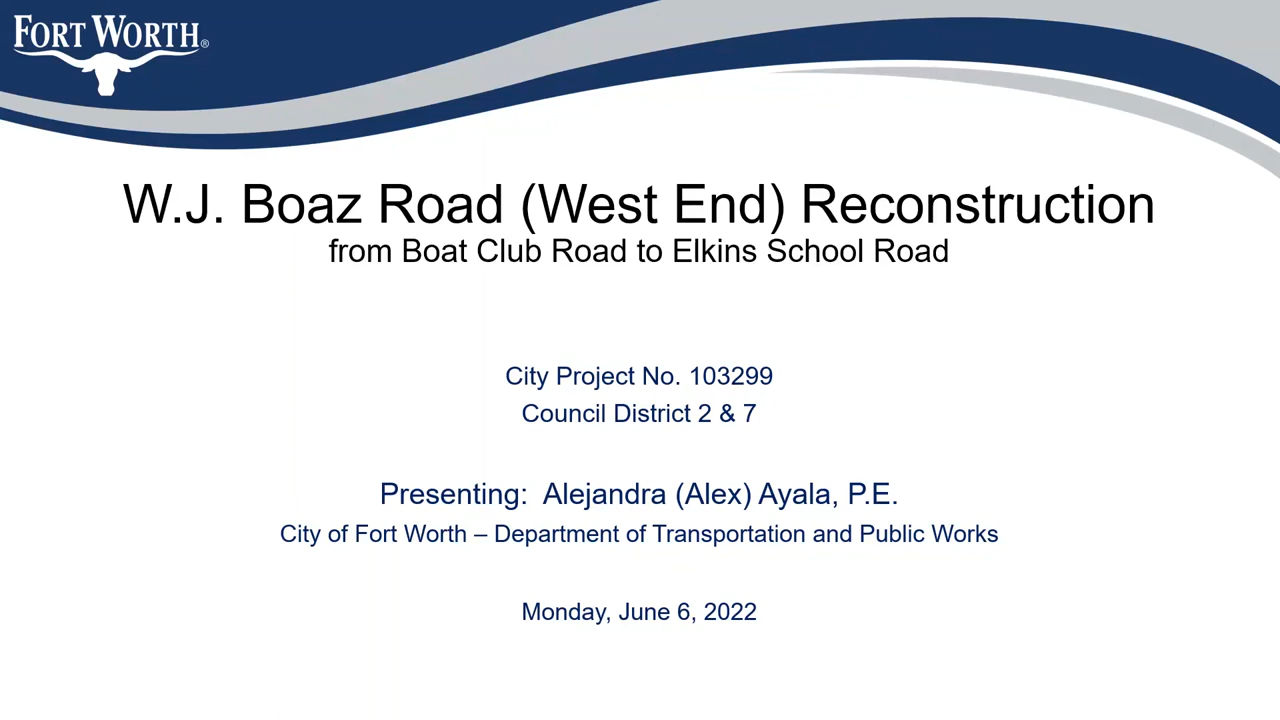 FORT WORTH®
W.J. Boaz Road (West End) Reconstruction
from Boat Club Road to Elkins School Road
City Project No. 103299
Council District 2 & 7
Presenting:  Alejandra (Alex) Ayala, P.E.
City of Fort Worth – Department of Transportation and Public Works
Monday, June 6, 2022